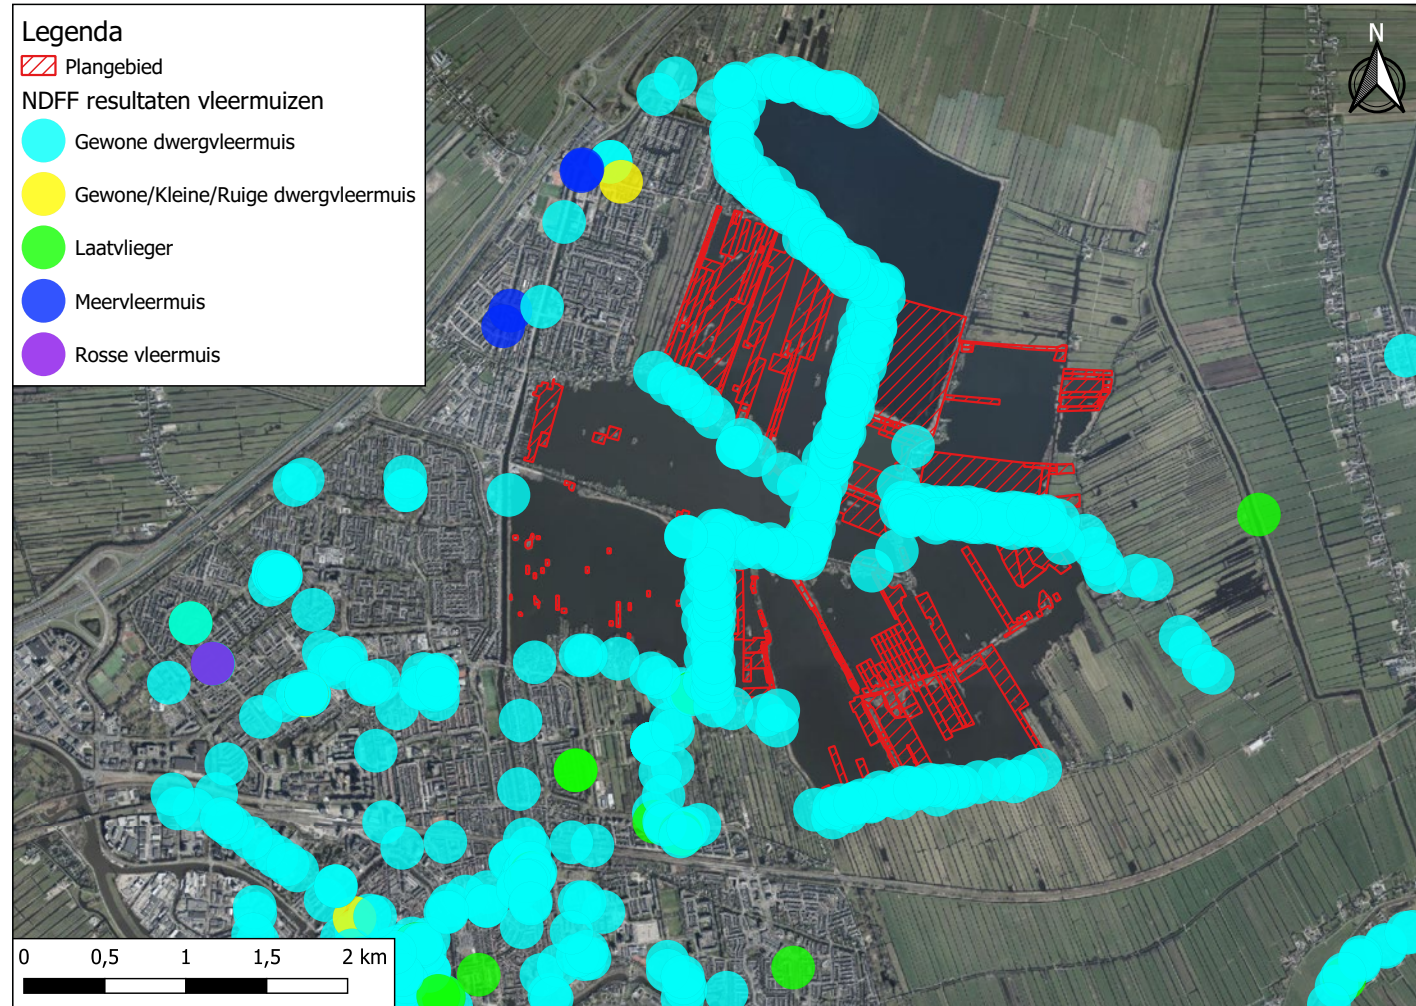 Legenda
Plangebied
NDFF resultaten vleermuizen
Gewone dwergvleermuis
Gewone/Kleine/Ruige dwergvleermuis
Laatvlieger
Meervleermuis
Rosse vleermuis
N
0 0,5 1 1,5 2 km